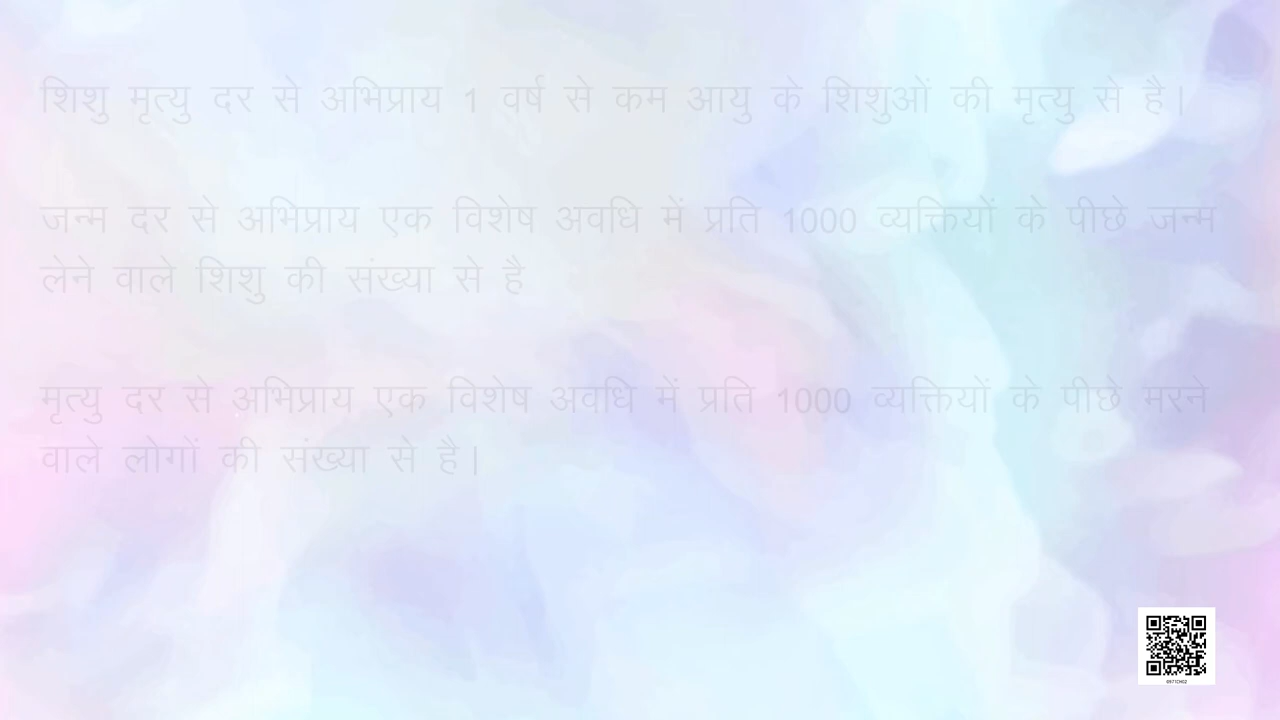 शिशु मृत्यु दर से अभिप्राय 1 वर्ष से कम आयु के शिशुओं की मृत्यु से है।
जन्म दर से अभिप्राय एक विशेष अवधि में प्रति 1000 व्यक्तियों के पीछे जन्म
लेने वाले शिशु की संख्या से है
मृत्यु दर से अभिप्राय एक विशेष अवधि में प्रति 1000 व्यक्तियों के पीछे मरने
वाले लोगों की संख्या से है।